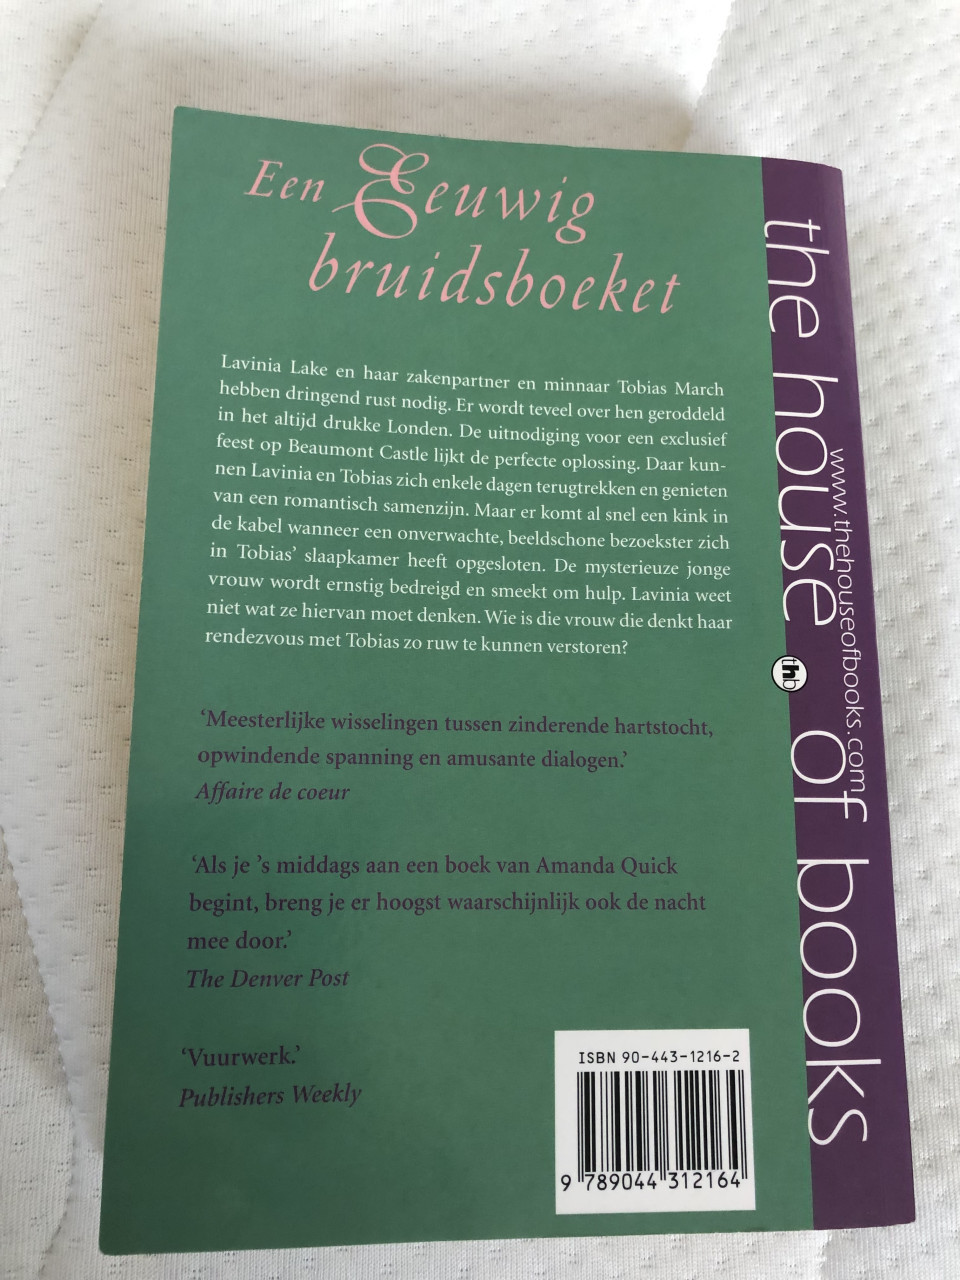 Een Eeuwig
bruidsboeket
Lavinia Lake en haar zakenpartner en minnaar Tobias March
hebben dringend rust nodig. Er wordt teveel over hen geroddeld
in het altijd drukke Londen. De uitnodiging voor een exclusief
feest op Beaumont Castle lijkt de perfecte oplossing. Daar kun-
nen Lavinia en Tobias zich enkele dagen terugtrekken en genieten
van een romantisch samenzijn. Maar er komt al snel een kink in
de kabel wanneer een onverwachte, beeldschone bezoekster zich
in Tobias’ slaapkamer heeft opgesloten. De mysterieuze jonge
vrouw wordt ernstig bedreigd en smeekt om hulp. Lavinia weet
niet wat ze hiervan moet denken. Wie is die vrouw die denkt haar
rendezvous met Tobias zo ruw te kunnen verstoren?
‘Meesterlijke wisselingen tussen zinderende hartstocht,
opwindende spanning en amusante dialogen.’
Affaire de coeur
‘Als je ’s middags aan een boek van Amanda Quick
begint, breng je er hoogst waarschijnlijk ook de nacht
mee door.’
The Denver Post
‘Vuurwerk.’
Publishers Weekly
ISBN 90-443-1216-2
9 789044 312164
the house of books
www.thehouseofbooks.com
thb